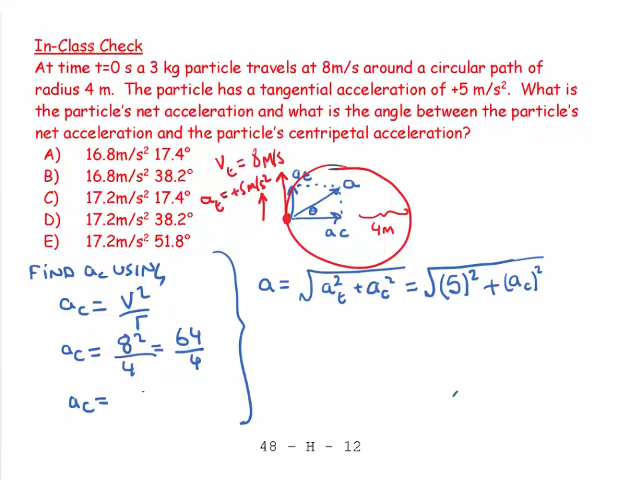 In-Class Check
At time t=0 s a 3 kg particle travels at 8m/s around a circular path of
radius 4 m. The particle has a tangential acceleration of +5 m/s². What is
the particle's net acceleration and what is the angle between the particle's
net acceleration and the particle's centripetal acceleration?
A) 16.8m/s² 17.4°
B) 16.8m/s² 38.2°
C) 17.2m/s² 17.4°
D) 17.2m/s² 38.2°
E) 17.2m/s² 51.8°
Vt = 8m/s
at = +5m/s²
at
a
θ
ac
4m
FIND ac USING,
ac = V²/r
ac = 8²/4 = 64/4
ac =
a = √(at² + ac²) = √((5)² + (ac)²)
48 - H - 12